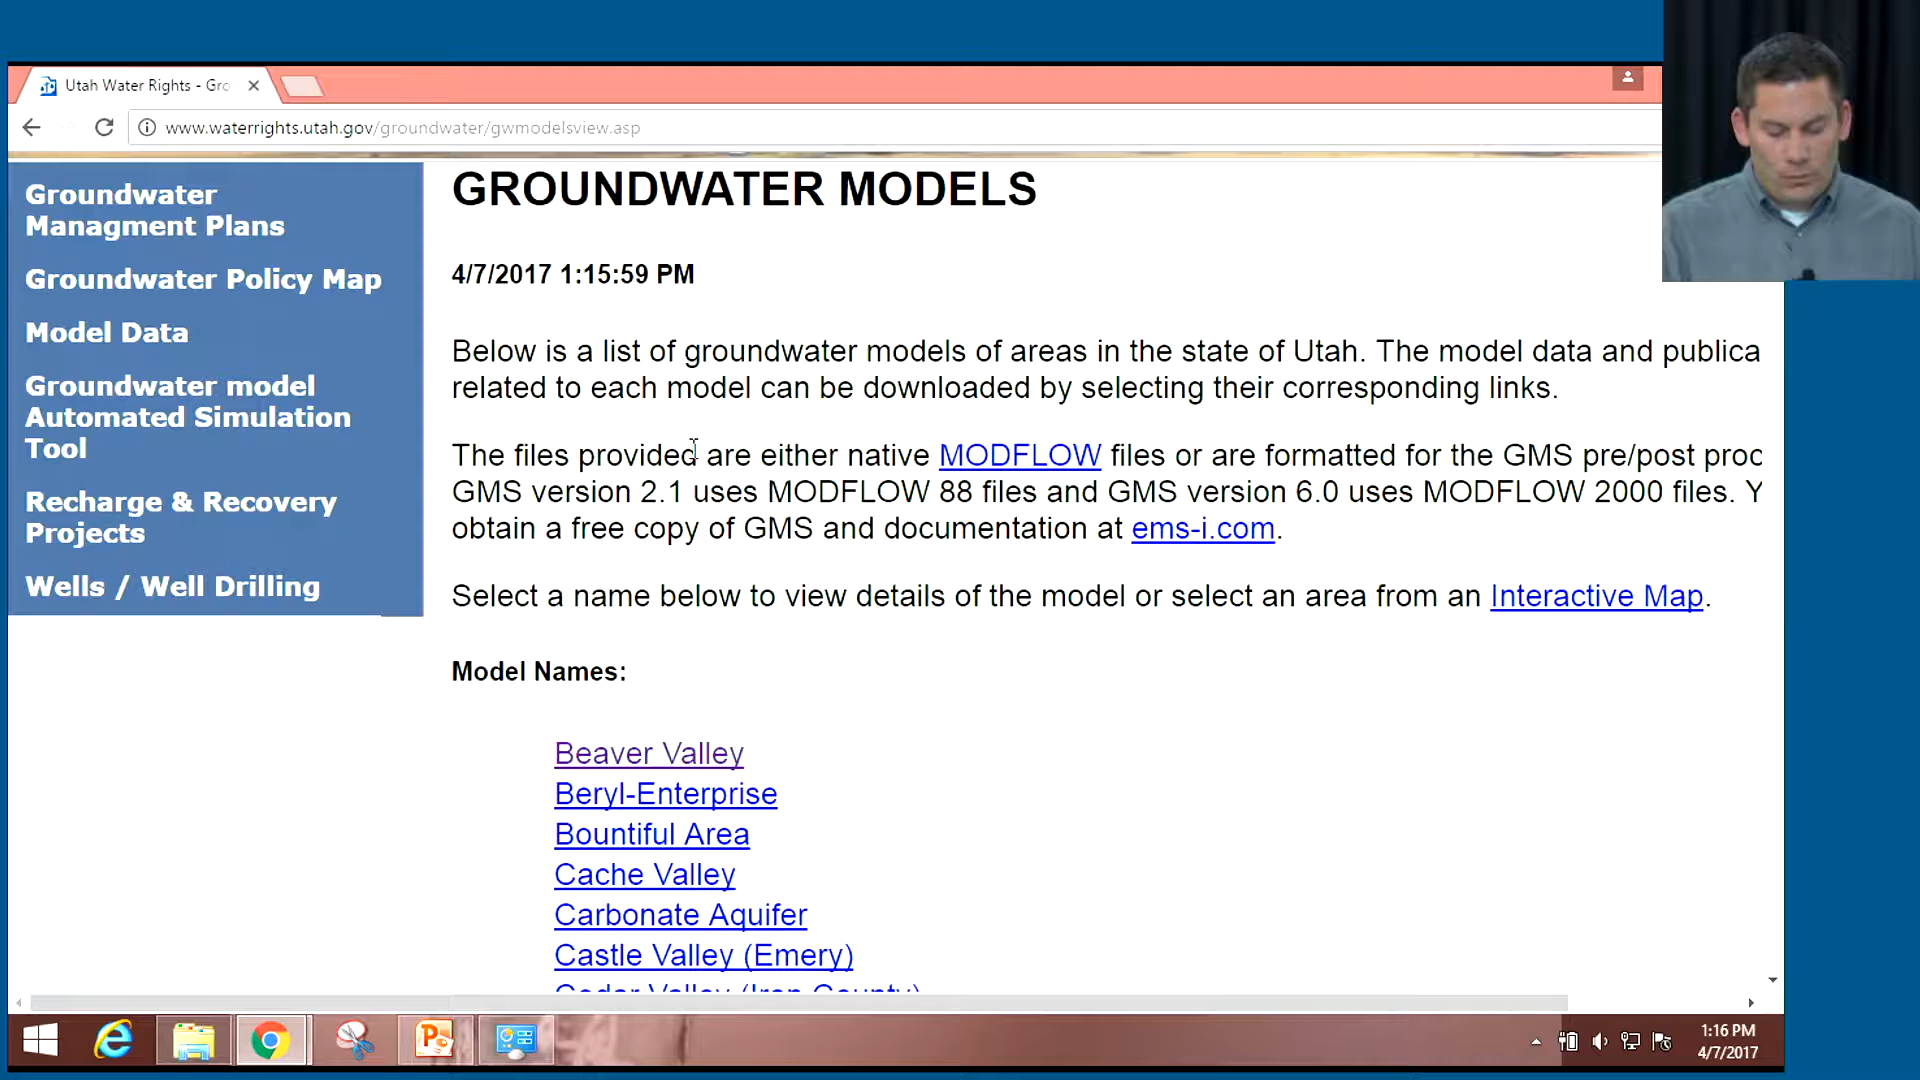 Utah Water Rights - Gro
www.waterrights.utah.gov/groundwater/gwmodelsview.asp
Groundwater
Managment Plans
Groundwater Policy Map
Model Data
Groundwater model
Automated Simulation
Tool
Recharge & Recovery
Projects
Wells / Well Drilling
GROUNDWATER MODELS
4/7/2017 1:15:59 PM
Below is a list of groundwater models of areas in the state of Utah. The model data and publica
related to each model can be downloaded by selecting their corresponding links.
The files provided are either native MODFLOW files or are formatted for the GMS pre/post proc
GMS version 2.1 uses MODFLOW 88 files and GMS version 6.0 uses MODFLOW 2000 files. Y
obtain a free copy of GMS and documentation at ems-i.com.
Select a name below to view details of the model or select an area from an Interactive Map.
Model Names:
Beaver Valley
Beryl-Enterprise
Bountiful Area
Cache Valley
Carbonate Aquifer
Castle Valley (Emery)
Cedar Valley (Iron County)
1:16 PM
4/7/2017